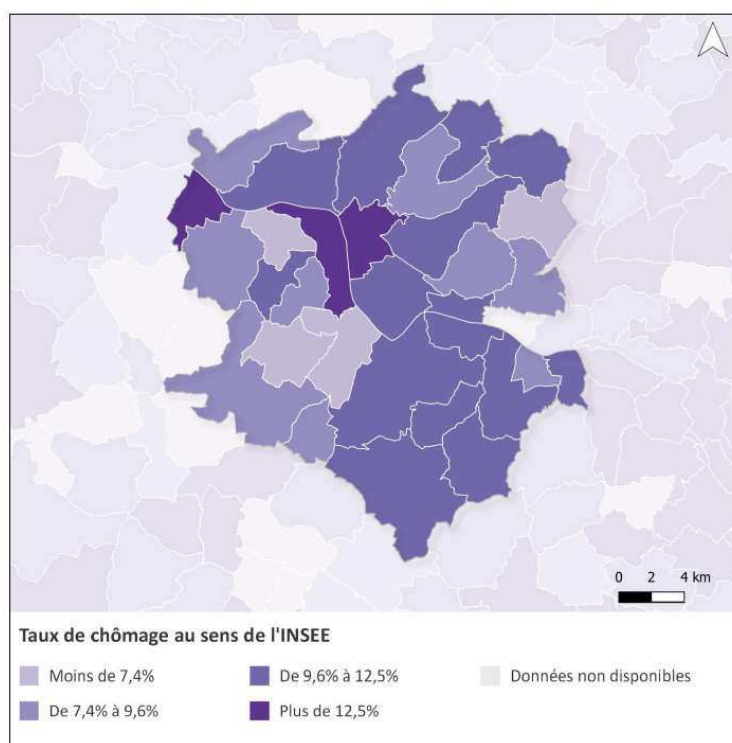 0 2 4 km
Taux de chômage au sens de l'INSEE
Moins de 7,4%
De 9,6% à 12,5%
Données non disponibles
De 7,4% à 9,6%
Plus de 12,5%